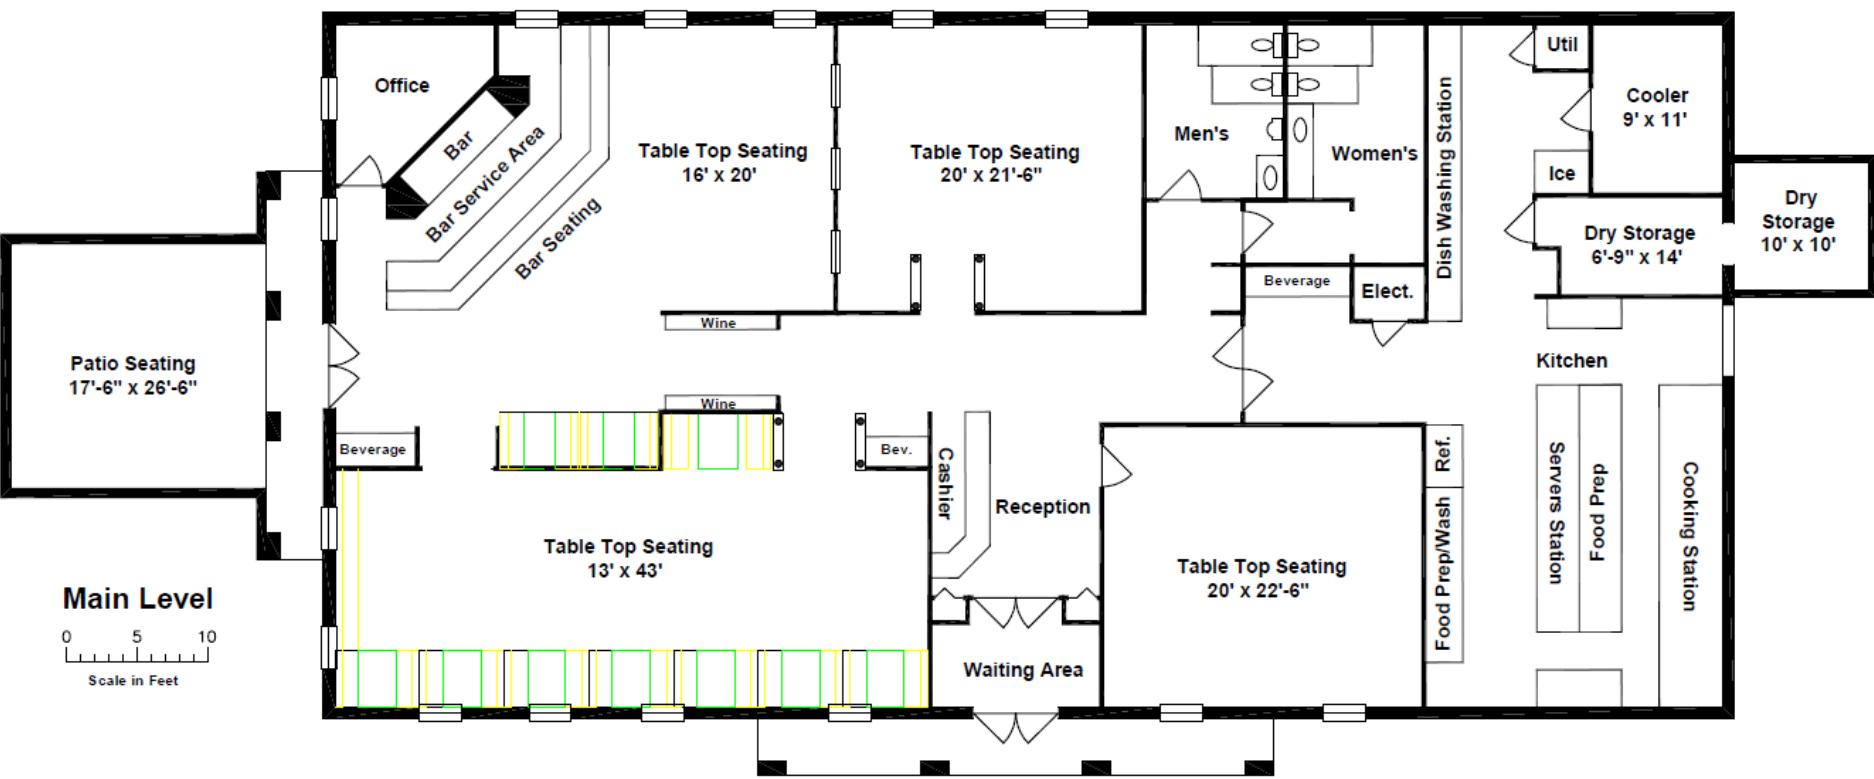 Office
Bar
Bar Service Area
Bar Seating
Table Top Seating
16' x 20'
Table Top Seating
20' x 21'-6"
Men's
Women's
Dish Washing Station
Util
Cooler
9' x 11'
Ice
Dry Storage
6'-9" x 14'
Dry
Storage
10' x 10'
Beverage
Elect.
Wine
Patio Seating
17'-6" x 26'-6"
Kitchen
Wine
Beverage
Bev.
Cashier
Reception
Ref.
Food Prep/Wash
Servers Station
Food Prep
Cooking Station
Table Top Seating
13' x 43'
Table Top Seating
20' x 22'-6"
Waiting Area
Main Level
0 5 10
Scale in Feet